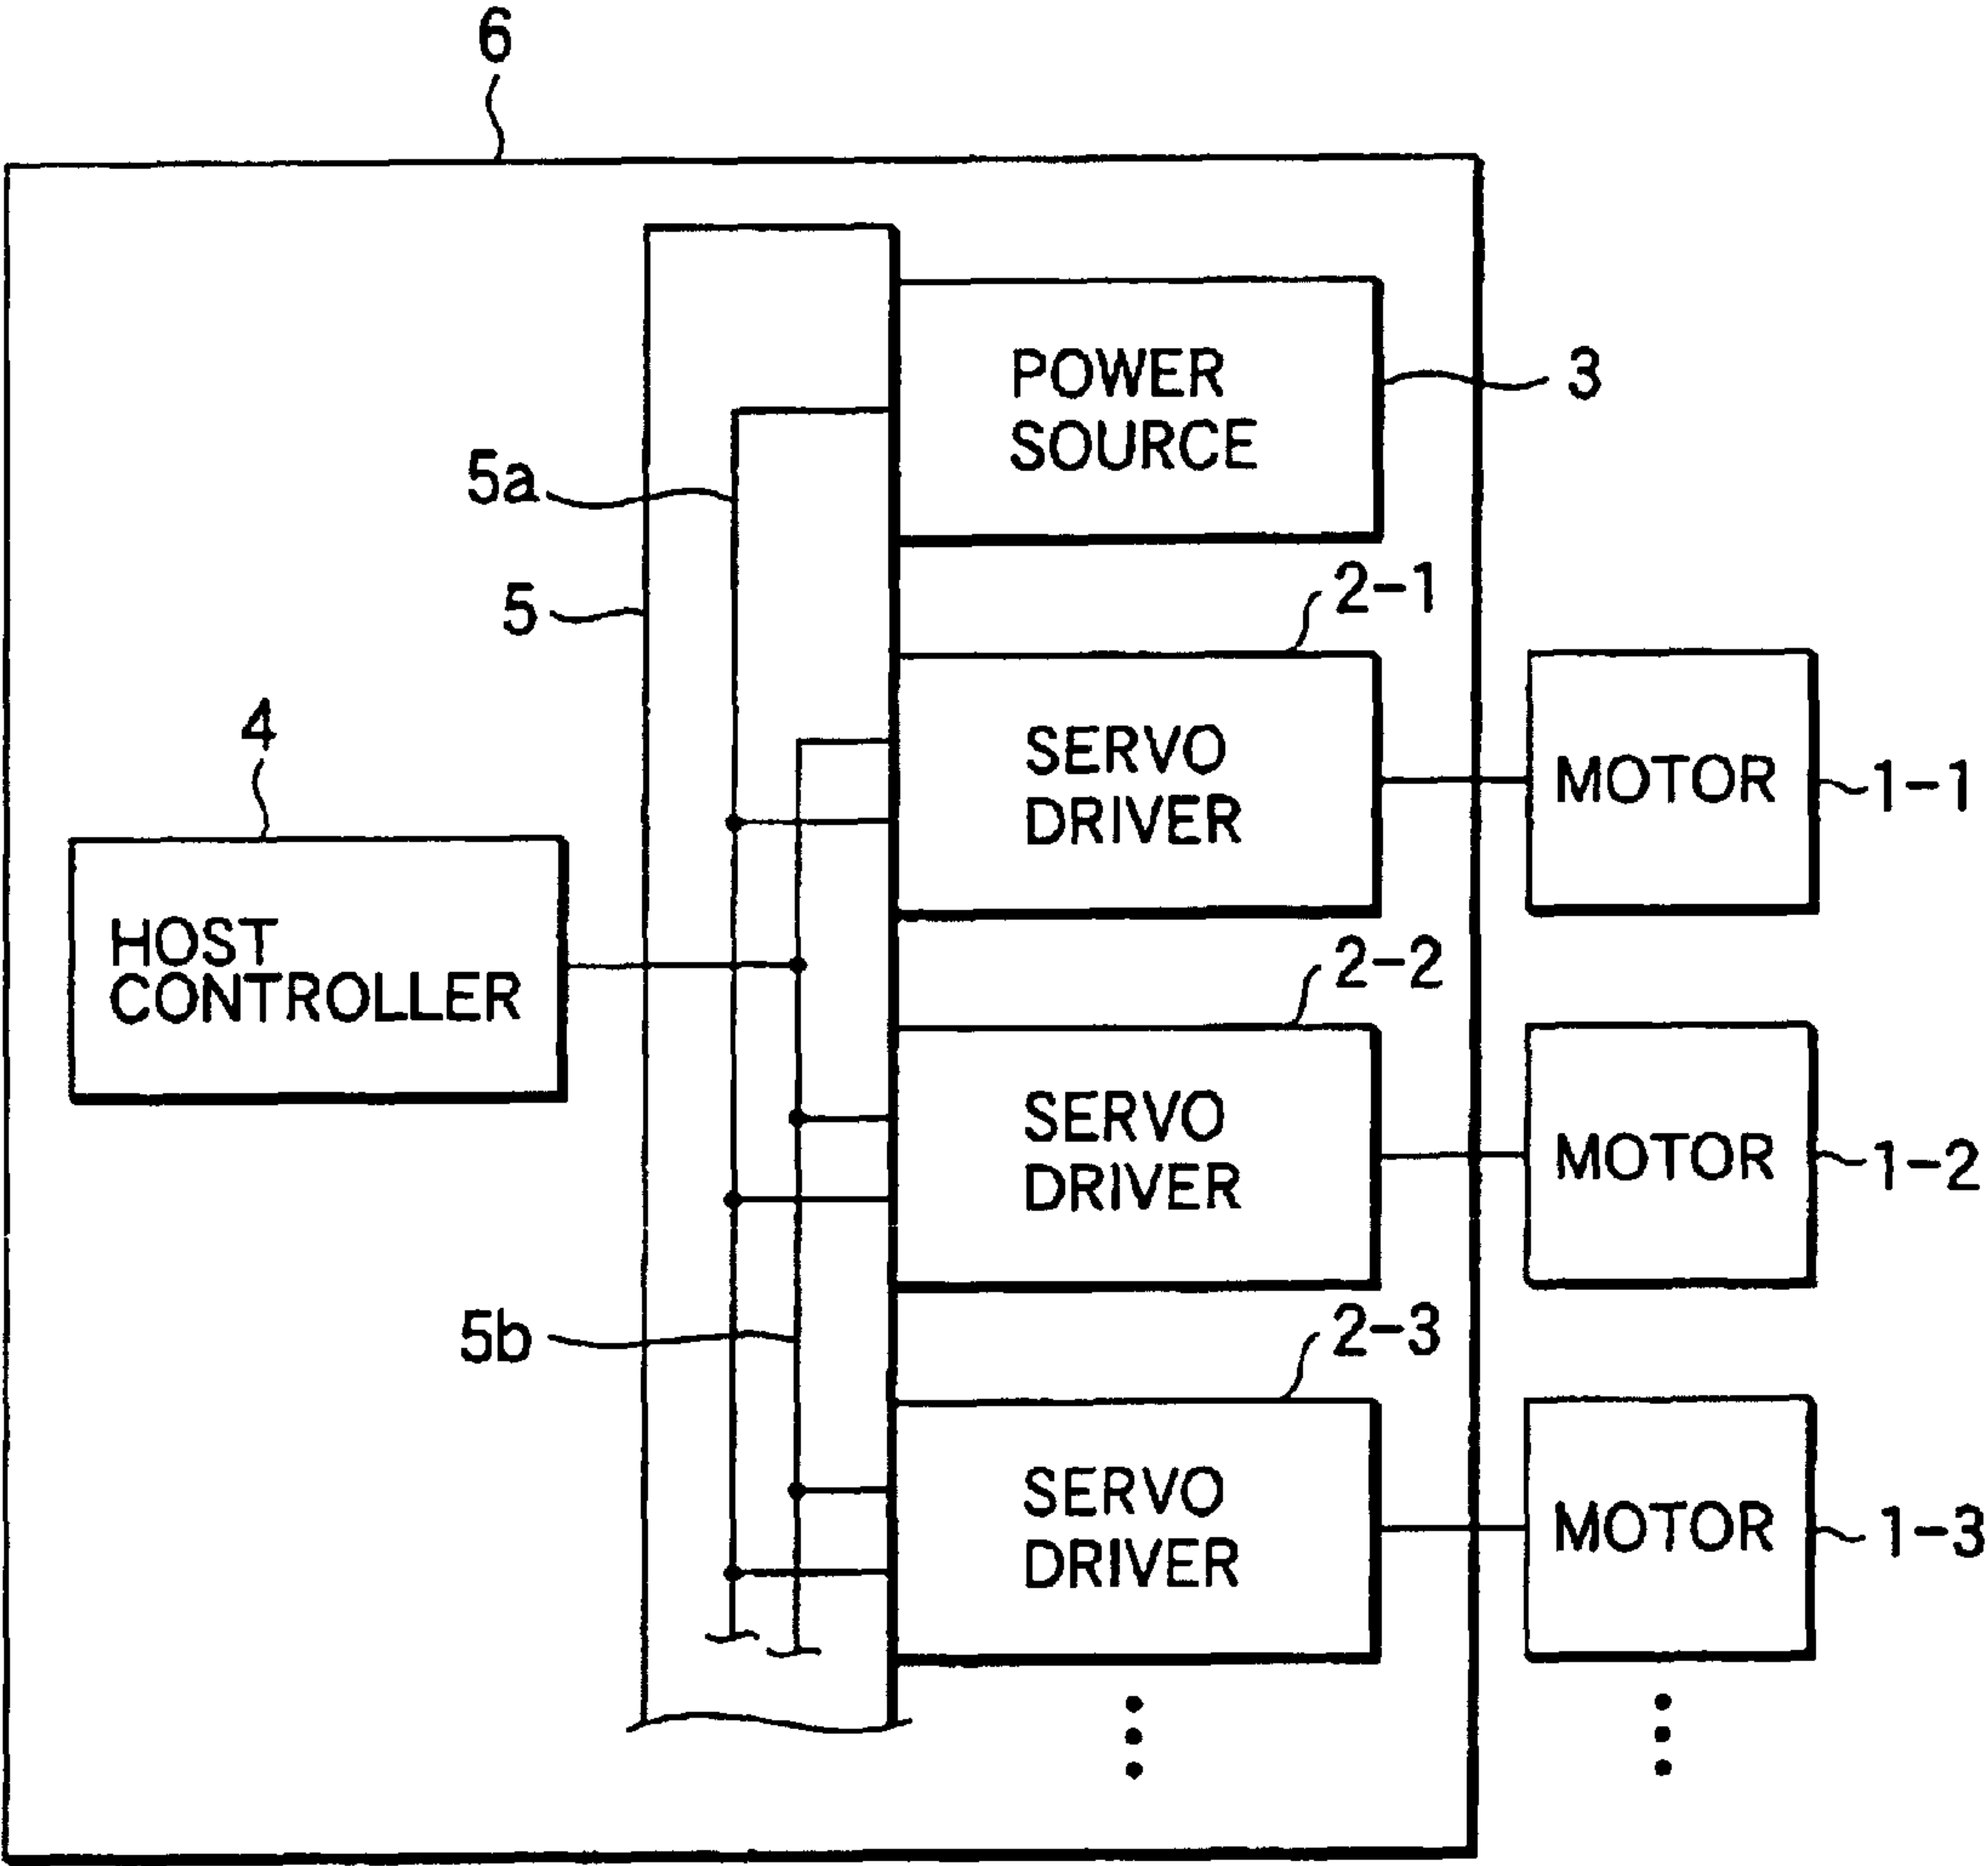 6
POWER
SOURCE
3
5a
5
2-1
SERVO
DRIVER
MOTOR
1-1
4
HOST
CONTROLLER
2-2
SERVO
DRIVER
MOTOR
1-2
5b
2-3
SERVO
DRIVER
MOTOR
1-3